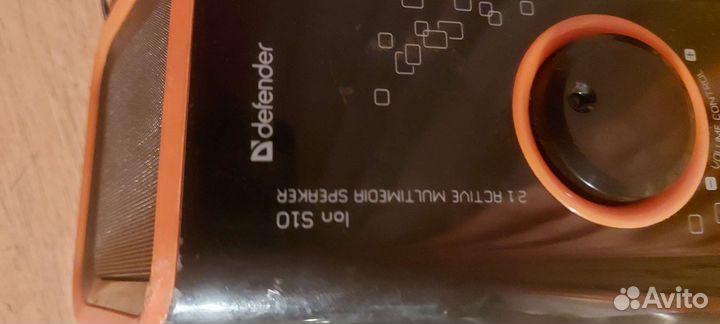 defender
Ion S10
2.1 ACTIVE MULTIMEDIA SPEAKER
VOLUME CONTROL
Avito